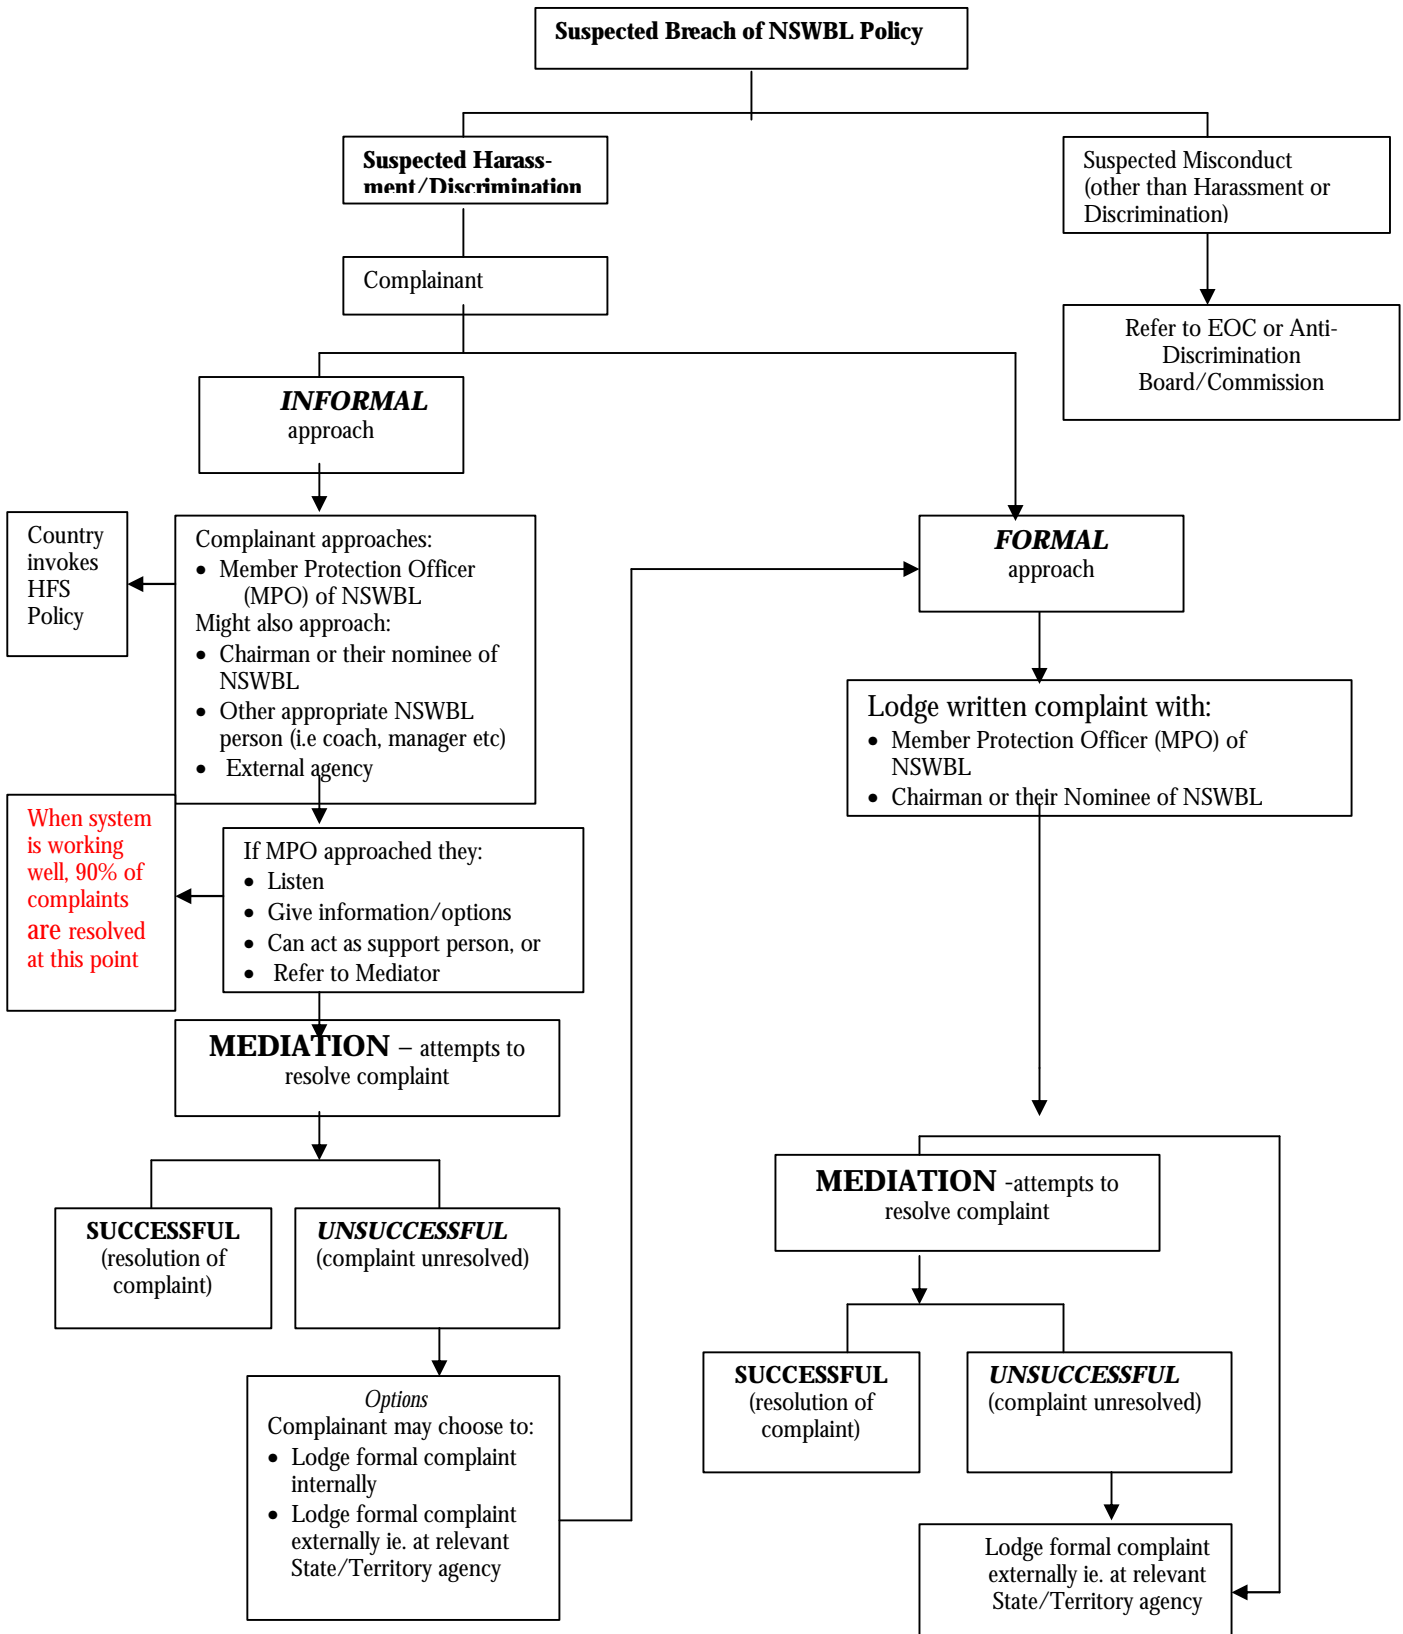 Suspected Breach of NSWBL Policy
Suspected Harass-
ment/Discrimination
Suspected Misconduct
(other than Harassment or
Discrimination)
Complainant
Refer to EOC or Anti-
Discrimination
Board/Commission
INFORMAL
approach
Country
invokes
HFS
Policy
Complainant approaches:
• Member Protection Officer
(MPO) of NSWBL
Might also approach:
• Chairman or their nominee of
NSWBL
• Other appropriate NSWBL
person (i.e coach, manager etc)
• External agency
FORMAL
approach
Lodge written complaint with:
• Member Protection Officer (MPO) of
NSWBL
• Chairman or their Nominee of NSWBL
When system
is working
well, 90% of
complaints
are resolved
at this point
If MPO approached they:
• Listen
• Give information/options
• Can act as support person, or
• Refer to Mediator
MEDIATION – attempts to
resolve complaint
SUCCESSFUL
(resolution of
complaint)
UNSUCCESSFUL
(complaint unresolved)
Options
Complainant may choose to:
• Lodge formal complaint
internally
• Lodge formal complaint
externally ie. at relevant
State/Territory agency
MEDIATION -attempts to
resolve complaint
SUCCESSFUL
(resolution of
complaint)
UNSUCCESSFUL
(complaint unresolved)
Lodge formal complaint
externally ie. at relevant
State/Territory agency